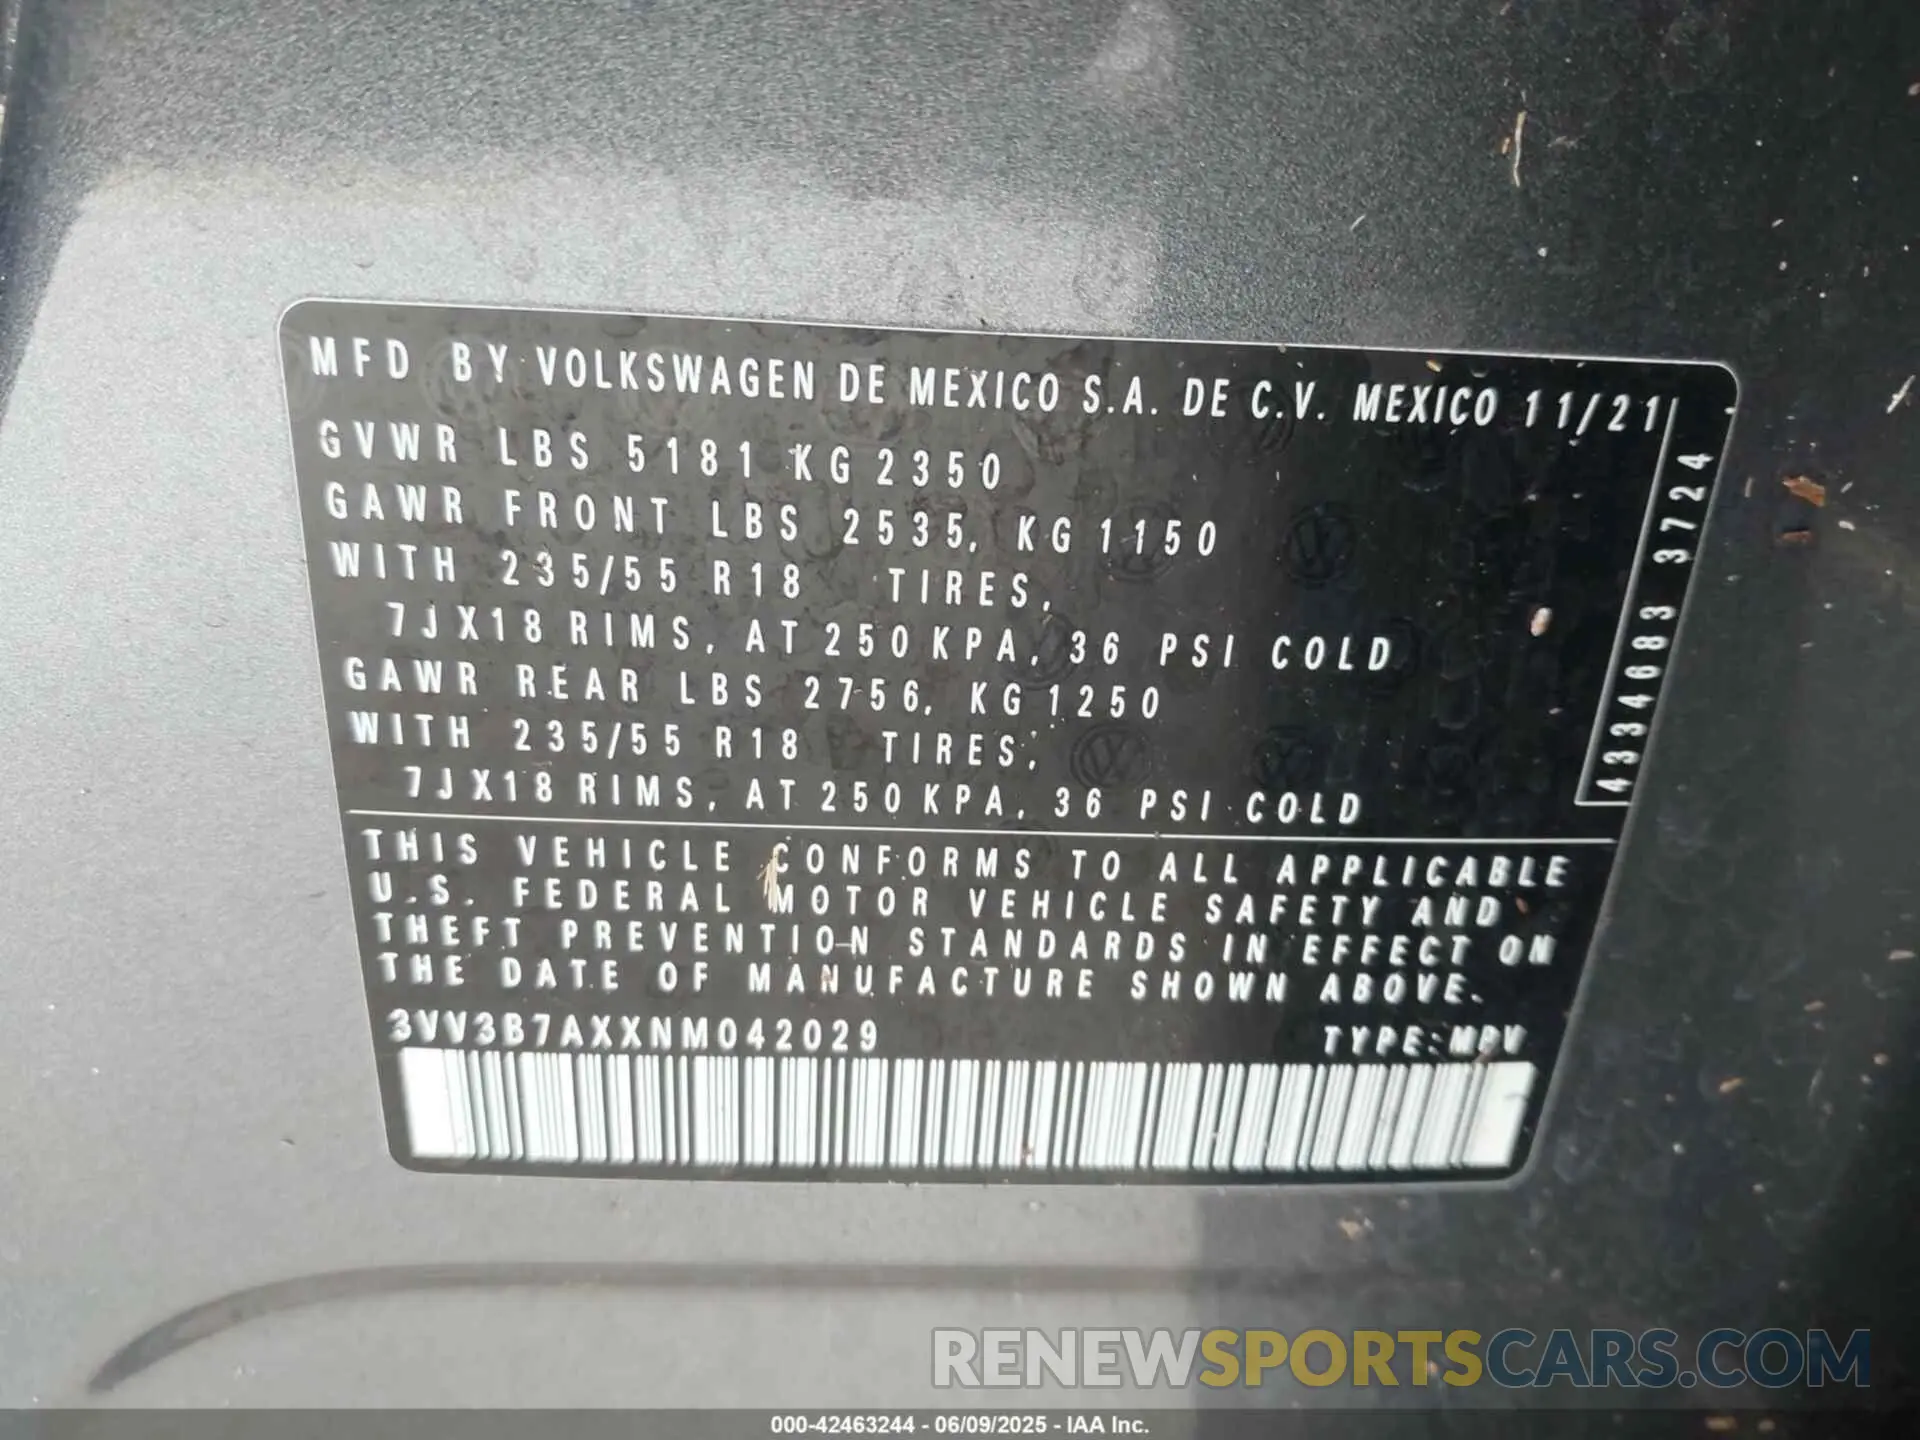 MFD BY VOLKSWAGEN DE MEXICO S.A. DE C.V. MEXICO 11/21
GVWR LBS 5181 KG 2350
GAWR FRONT LBS 2535, KG 1150
WITH 235/55 R18 TIRES,
7JX18 RIMS, AT 250 KPA, 36 PSI COLD
GAWR REAR LBS 2756, KG 1250
WITH 235/55 R18 TIRES,
7JX18 RIMS, AT 250 KPA, 36 PSI COLD
4334683 3724
THIS VEHICLE CONFORMS TO ALL APPLICABLE
U.S. FEDERAL MOTOR VEHICLE SAFETY AND
THEFT PREVENTION STANDARDS IN EFFECT ON
THE DATE OF MANUFACTURE SHOWN ABOVE.
3VV3B7AXXNM042029 TYPE: MPV
RENEWSPORTSCARS.COM
000-42463244 - 06/09/2025 - IAA Inc.